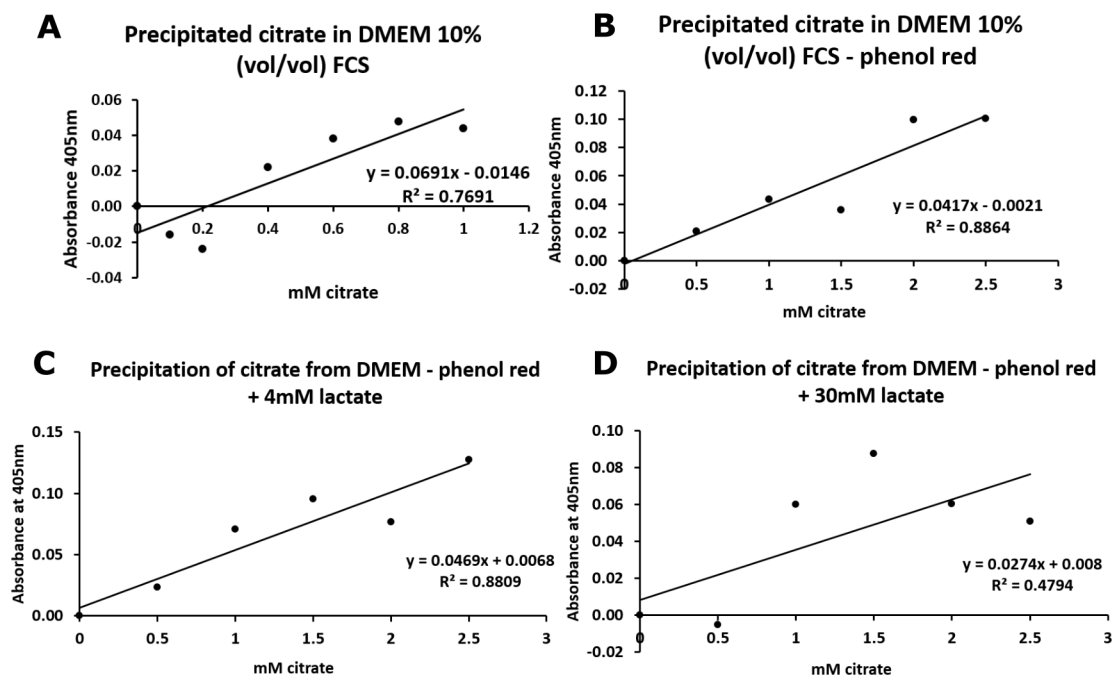 A
Precipitated citrate in DMEM 10%
(vol/vol) FCS
Absorbance 405nm
0.06
0.04
0.02
0.00
-0.02
-0.04
0
0.2
0.4
0.6
0.8
1
1.2
y = 0.0691x - 0.0146
R² = 0.7691
mM citrate
B
Precipitated citrate in DMEM 10%
(vol/vol) FCS - phenol red
Absorbance 405nm
0.12
0.10
0.08
0.06
0.04
0.02
0.00
-0.02
0
0.5
1
1.5
2
2.5
3
y = 0.0417x - 0.0021
R² = 0.8864
mM citrate
C
Precipitation of citrate from DMEM - phenol red
+ 4mM lactate
Absorbance at 405nm
0.15
0.10
0.05
0.00
0
0.5
1
1.5
2
2.5
3
y = 0.0469x + 0.0068
R² = 0.8809
mM citrate
D
Precipitation of citrate from DMEM - phenol red
+ 30mM lactate
Absorbance at 405nm
0.10
0.08
0.06
0.04
0.02
0.00
-0.02
0
0.5
1
1.5
2
2.5
3
y = 0.0274x + 0.008
R² = 0.4794
mM citrate